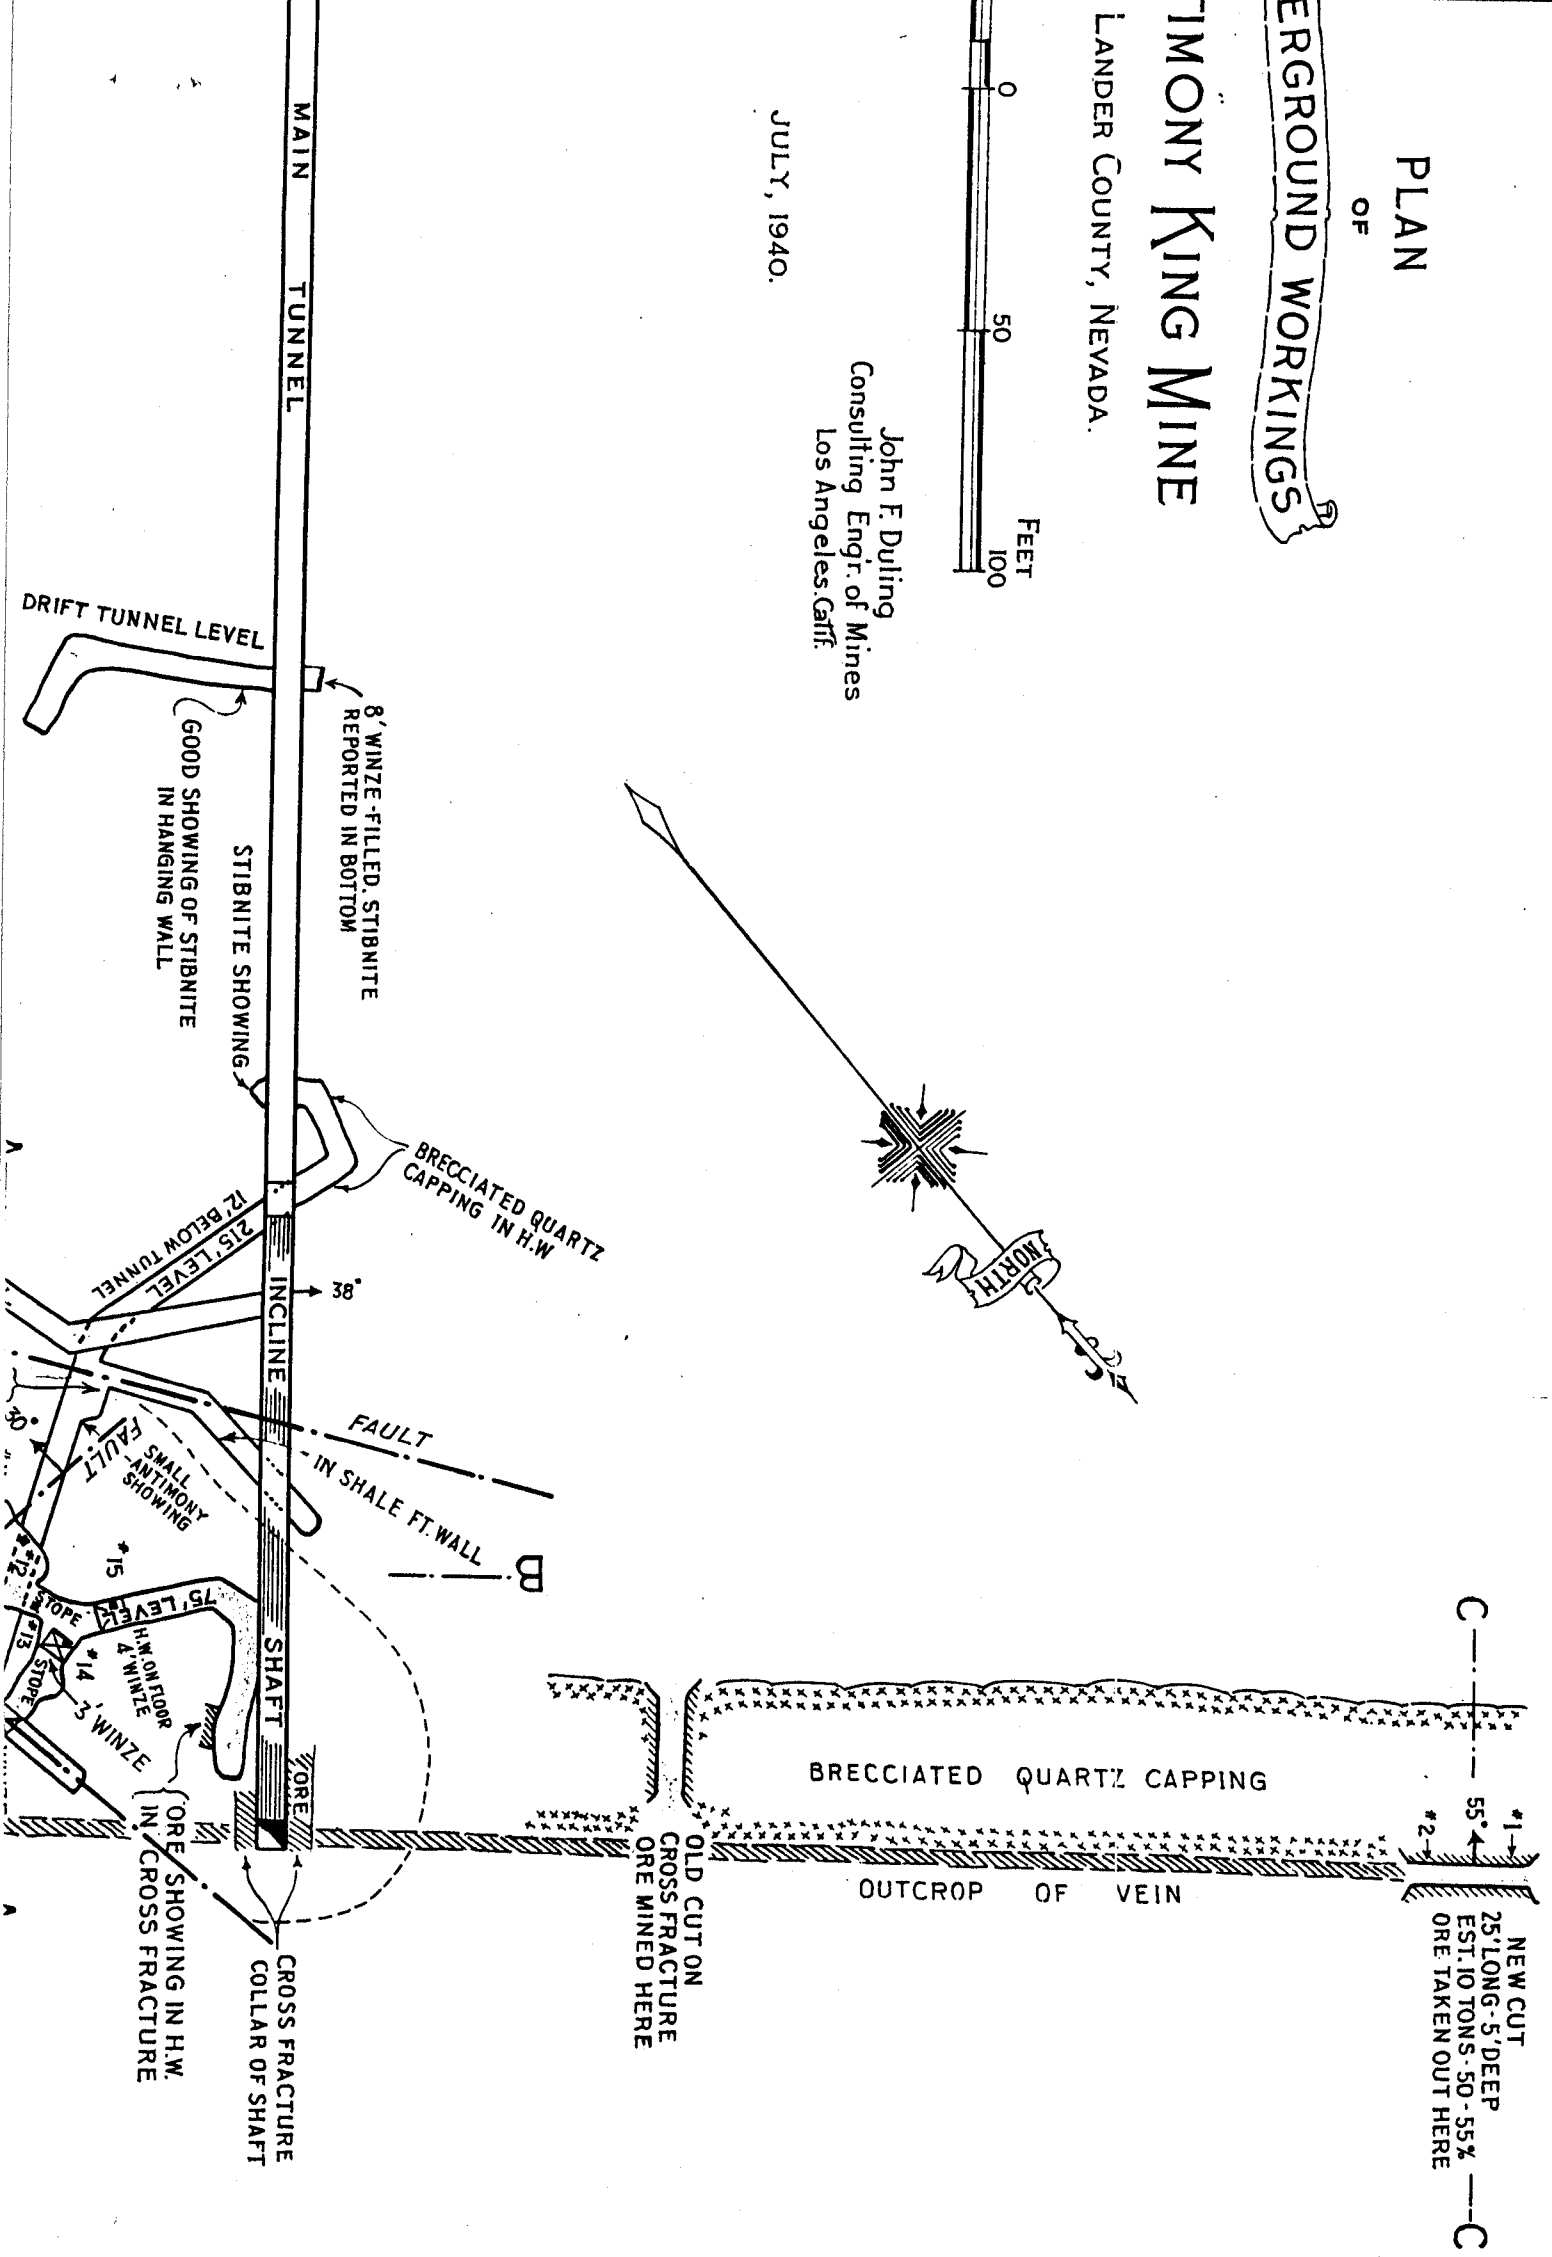 PLAN
OF
ERGROUND WORKINGS
TIMONY KING MINE
LANDER COUNTY, NEVADA.
0
50
100
FEET
John F. Duling
Consulting Engr. of Mines
Los Angeles. Calif.
JULY, 1940.
NORTH
MAIN TUNNEL
DRIFT TUNNEL LEVEL
8' WINZE-FILLED. STIBNITE
REPORTED IN BOTTOM
GOOD SHOWING OF STIBNITE
IN HANGING WALL
STIBNITE SHOWING
BRECCIATED QUARTZ
CAPPING IN H.W
12' BELOW TUNNEL
215' LEVEL
INCLINE
38°
FAULT
IN SHALE FT. WALL
B
30°
FAULT
SMALL
ANTIMONY
SHOWING
SHAFT
#15
75' LEVEL
#12
STOPE
#13
STOPE
#14
H.W. ON FLOOR
4' WINZE
3' WINZE
ORE
ORE SHOWING IN H.W.
IN CROSS FRACTURE
CROSS FRACTURE
COLLAR OF SHAFT
OLD CUT ON
CROSS FRACTURE
ORE MINED HERE
BRECCIATED QUARTZ CAPPING
OUTCROP OF VEIN
C
55°
#1
#2
NEW CUT
25' LONG - 5' DEEP
EST. 10 TONS - 50 - 55%
ORE TAKEN OUT HERE
C
A
A